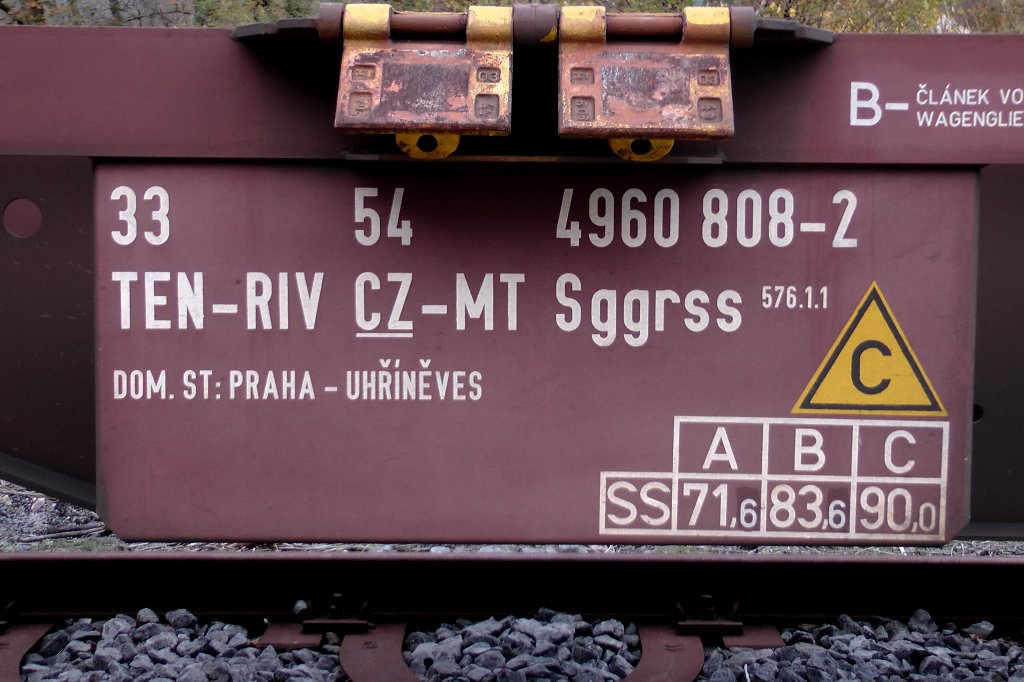 B- ČLÁNEK VO
WAGENGLIE
33 54 4960 808-2
TEN-RIV CZ-MT Sggrss 576.1.1
DOM. ST: PRAHA - UHŘÍNĚVES
C
A B C
SS 71,6 83,6 90,0